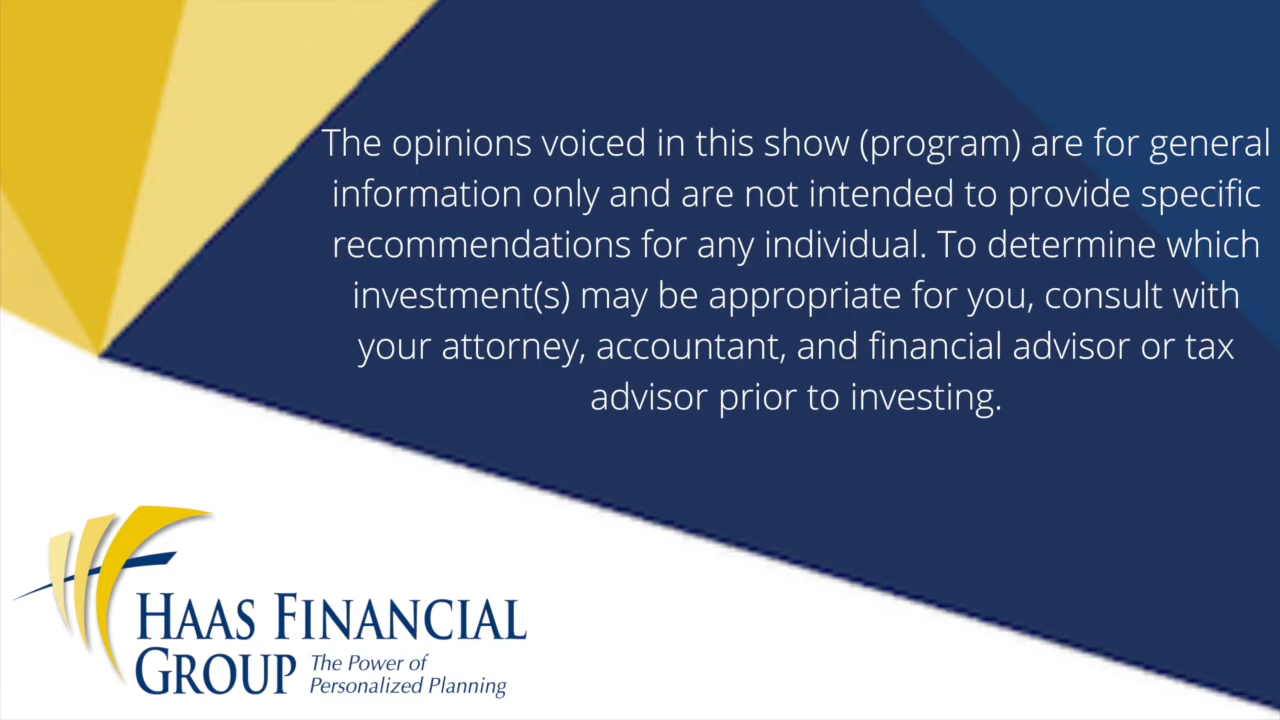 The opinions voiced in this show (program) are for general
information only and are not intended to provide specific
recommendations for any individual. To determine which
investment(s) may be appropriate for you, consult with
your attorney, accountant, and financial advisor or tax
advisor prior to investing.
HAAS FINANCIAL
GROUP
The Power of
Personalized Planning